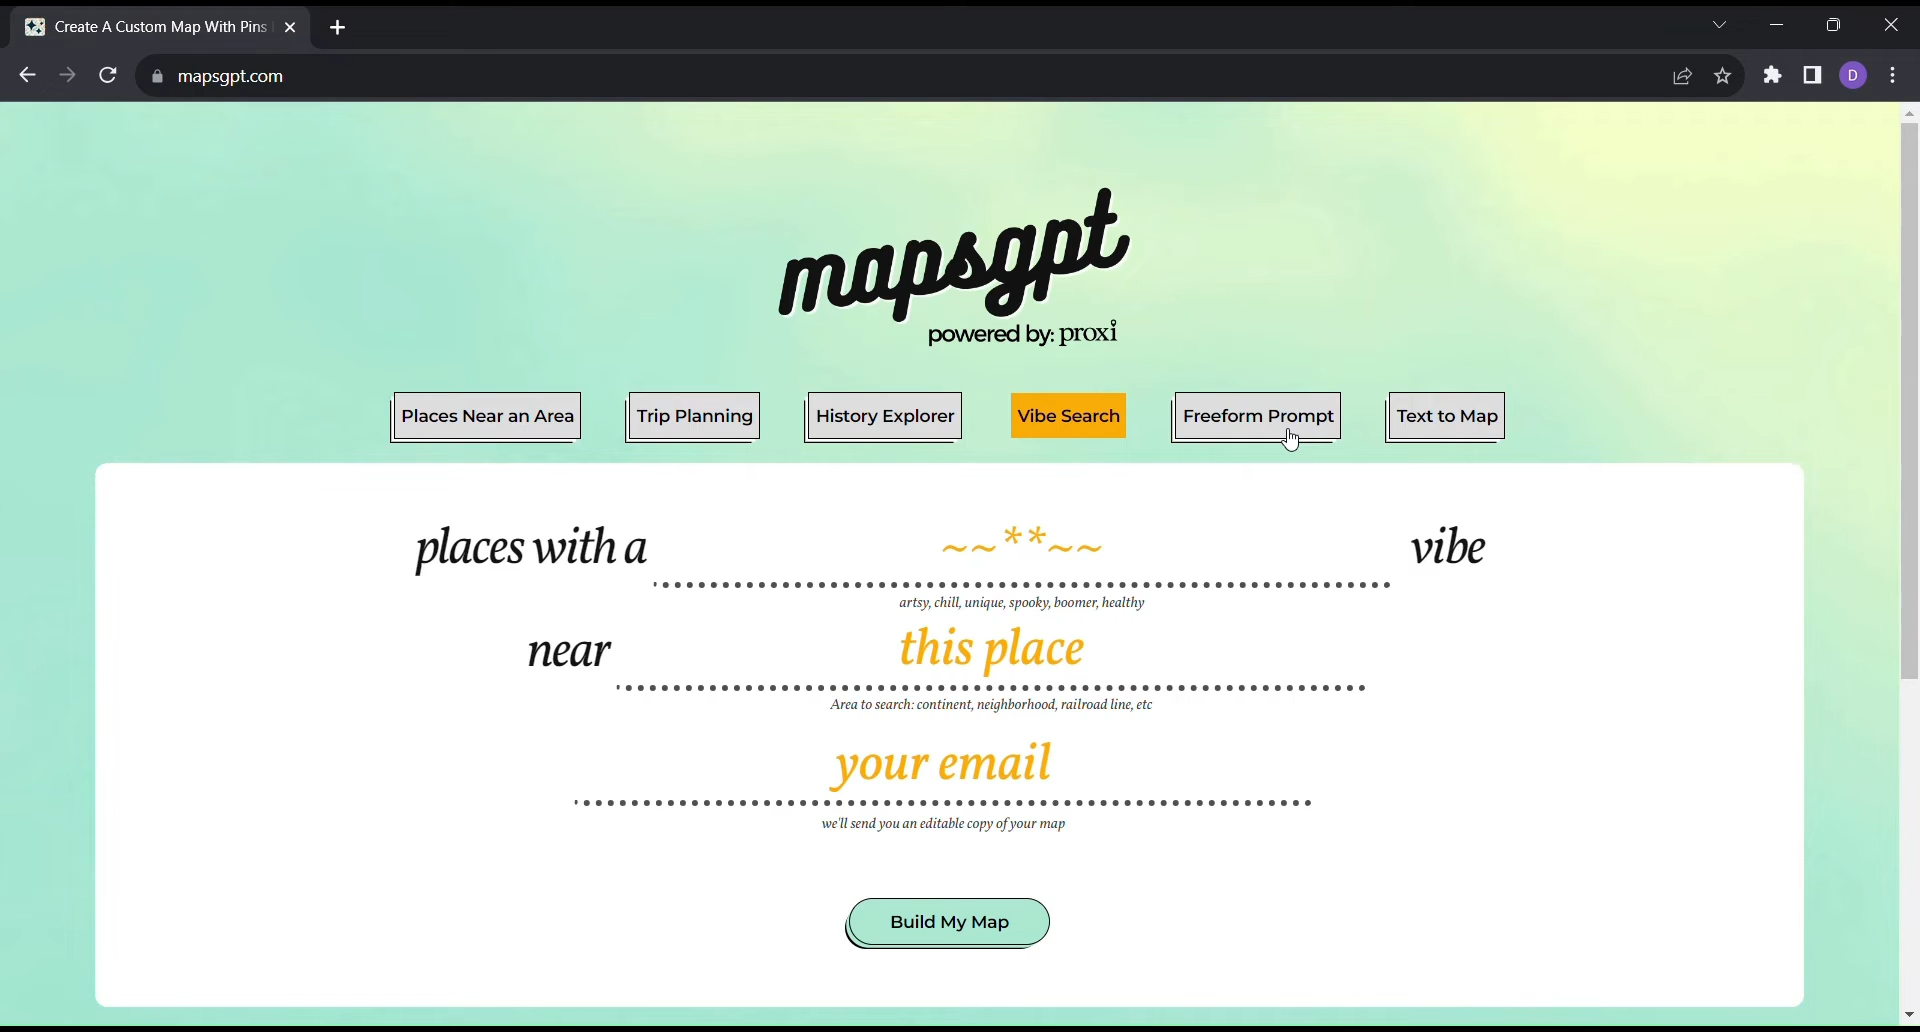 Create A Custom Map With Pins
mapsgpt.com
D
mapsgpt
powered by: proxi
Places Near an Area
Trip Planning
History Explorer
Vibe Search
Freeform Prompt
Text to Map
places with a ~~**~~ vibe
artsy, chill, unique, spooky, boomer, healthy
near this place
Area to search: continent, neighborhood, railroad line, etc
your email
we'll send you an editable copy of your map
Build My Map